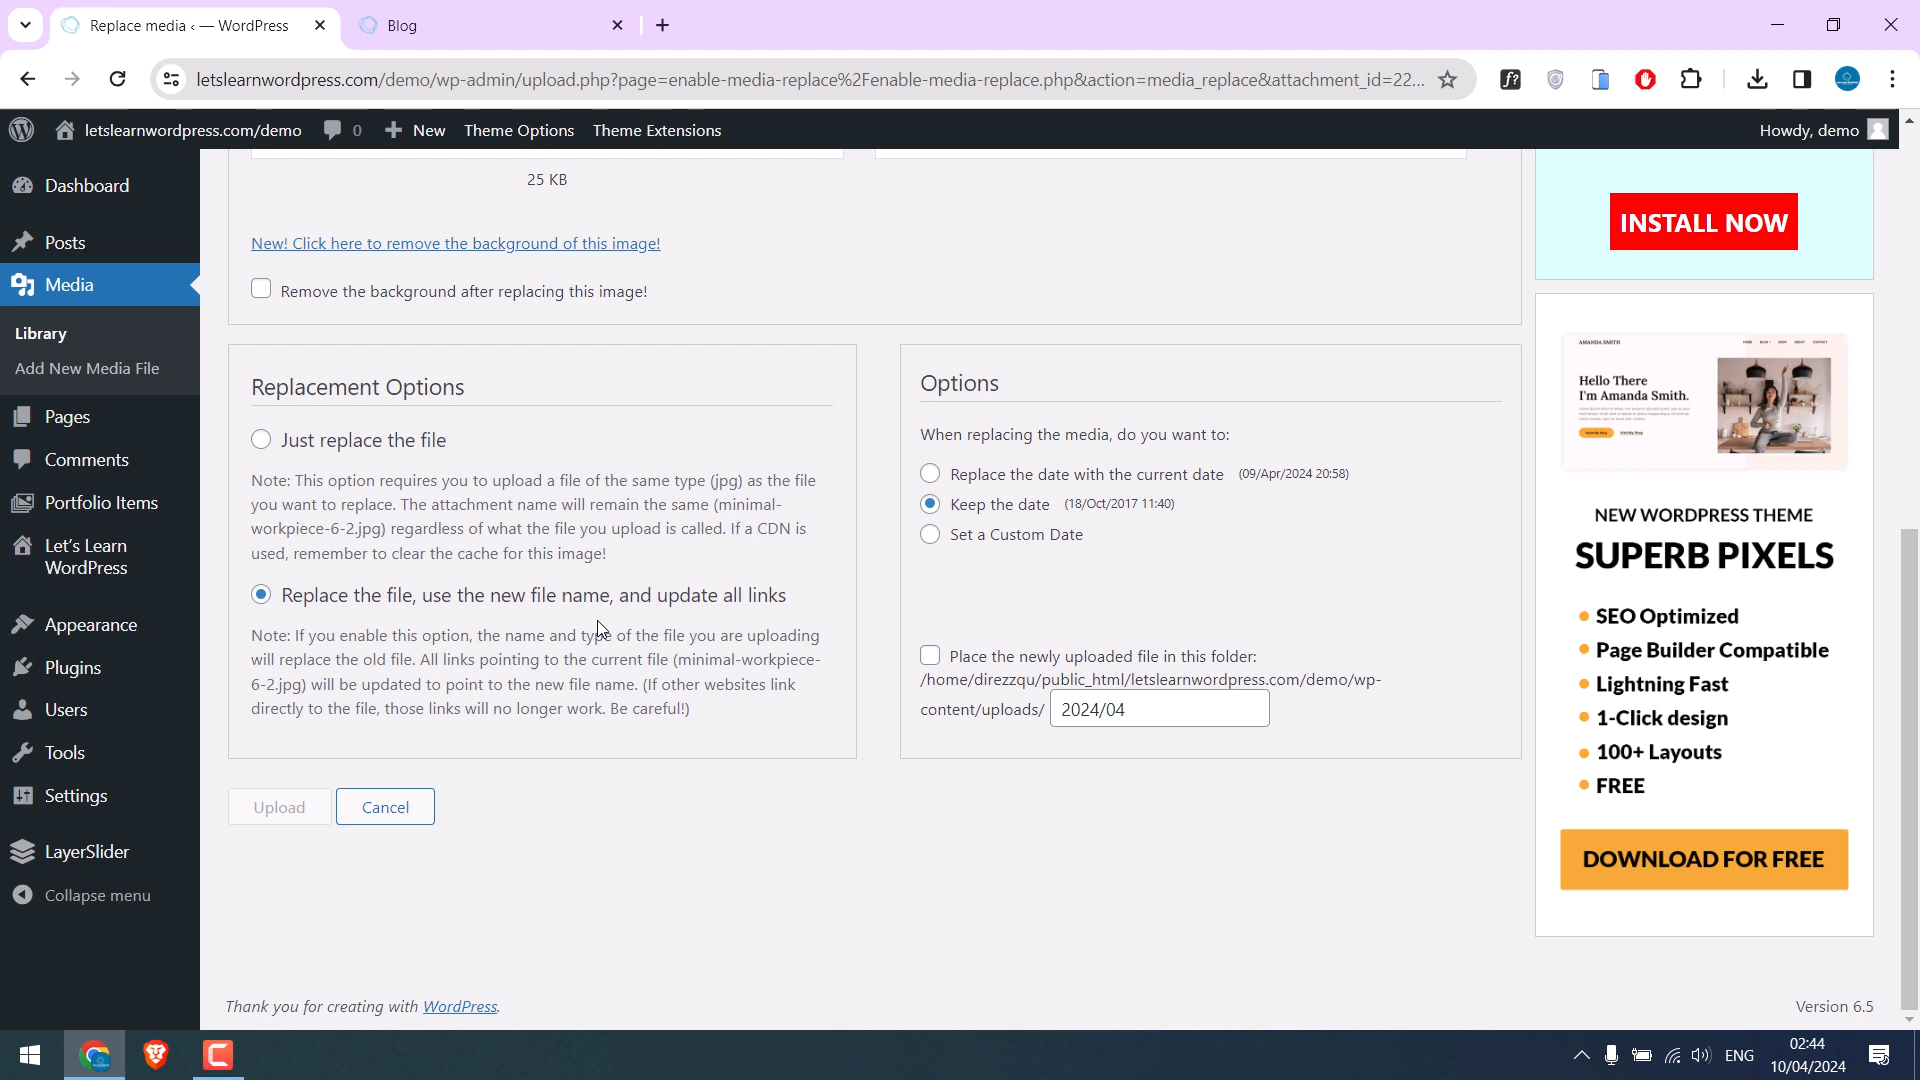 Replace media ‹ — WordPress
Blog
letslearnwordpress.com/demo/wp-admin/upload.php?page=enable-media-replace%2Fenable-media-replace.php&action=media_replace&attachment_id=22...
letslearnwordpress.com/demo
0
New
Theme Options
Theme Extensions
Howdy, demo
Dashboard
Posts
Media
Library
Add New Media File
Pages
Comments
Portfolio Items
Let's Learn
WordPress
Appearance
Plugins
Users
Tools
Settings
LayerSlider
Collapse menu
25 KB
New! Click here to remove the background of this image!
Remove the background after replacing this image!
Replacement Options
Just replace the file
Note: This option requires you to upload a file of the same type (jpg) as the file
you want to replace. The attachment name will remain the same (minimal-
workpiece-6-2.jpg) regardless of what the file you upload is called. If a CDN is
used, remember to clear the cache for this image!
Replace the file, use the new file name, and update all links
Note: If you enable this option, the name and type of the file you are uploading
will replace the old file. All links pointing to the current file (minimal-workpiece-
6-2.jpg) will be updated to point to the new file name. (If other websites link
directly to the file, those links will no longer work. Be careful!)
Upload
Cancel
Options
When replacing the media, do you want to:
Replace the date with the current date (09/Apr/2024 20:58)
Keep the date (18/Oct/2017 11:40)
Set a Custom Date
Place the newly uploaded file in this folder:
/home/direzzqu/public_html/letslearnwordpress.com/demo/wp-
content/uploads/ 2024/04
INSTALL NOW
AMANDA SMITH
HOME BLOG SHOP ABOUT CONTACT
Hello There
I'm Amanda Smith.
NEW WORDPRESS THEME
SUPERB PIXELS
SEO Optimized
Page Builder Compatible
Lightning Fast
1-Click design
100+ Layouts
FREE
DOWNLOAD FOR FREE
Thank you for creating with WordPress.
Version 6.5
ENG
02:44
10/04/2024